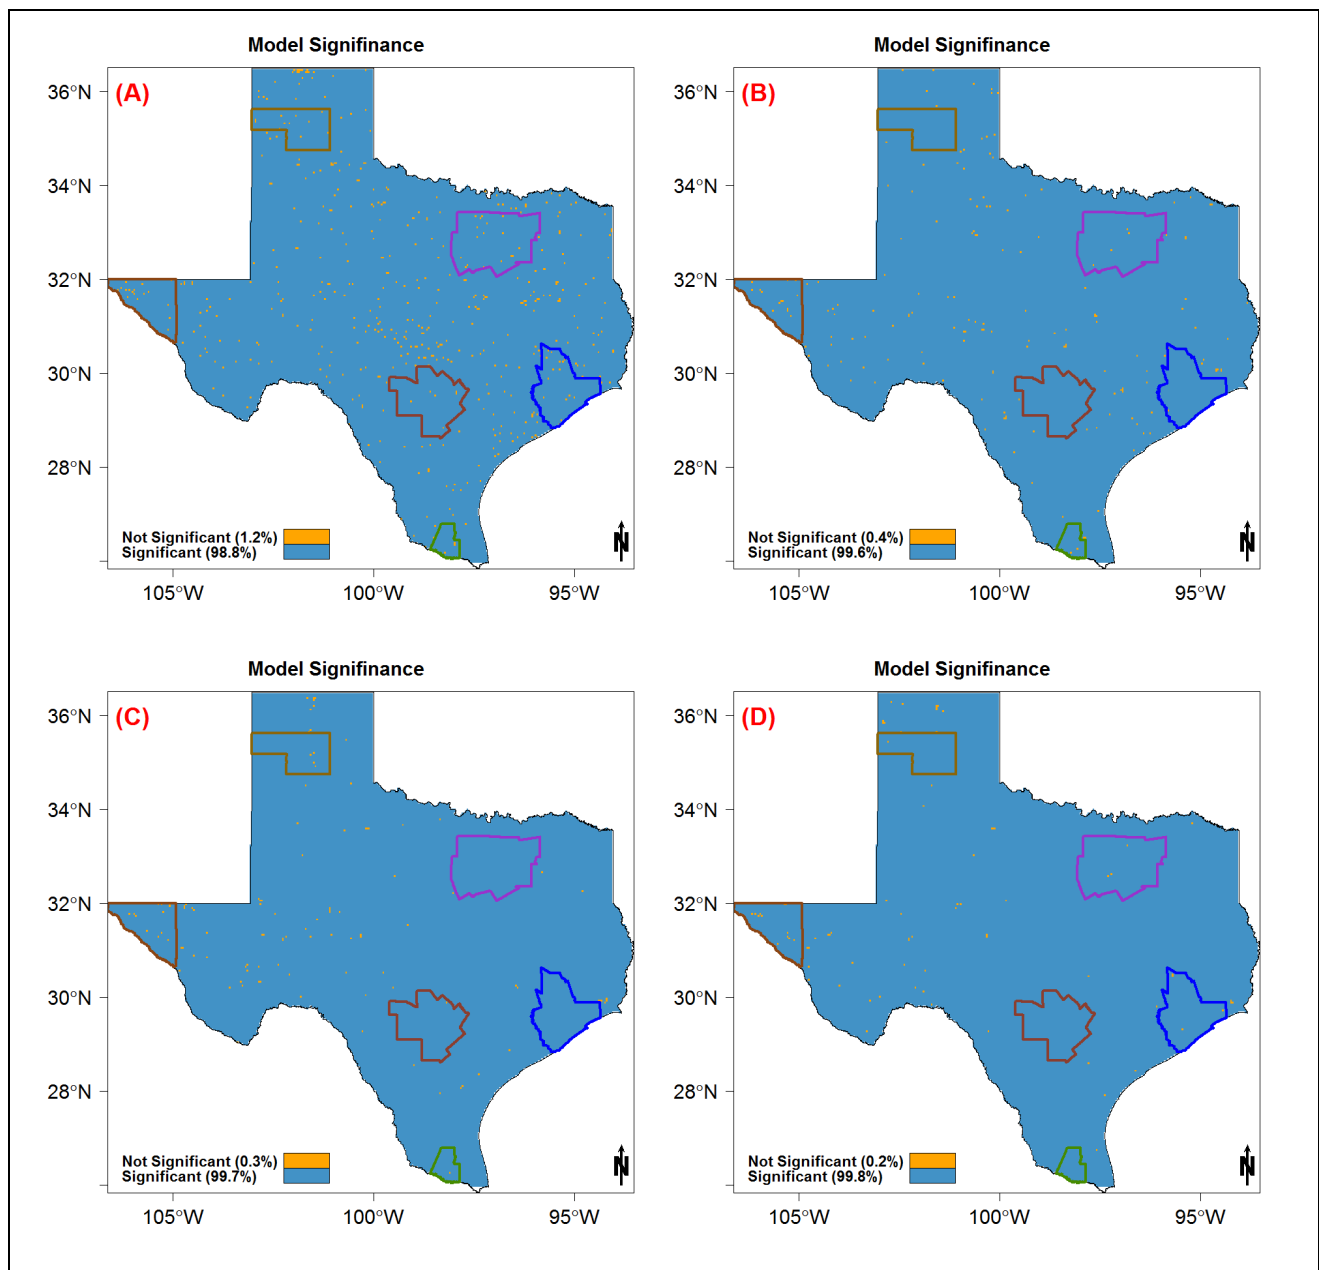 Model Signifinance
Model Signifinance
(A)
36°N
34°N
32°N
30°N
28°N
Not Significant (1.2%)
Significant (98.8%)
N
105°W 100°W 95°W
(B)
36°N
34°N
32°N
30°N
28°N
Not Significant (0.4%)
Significant (99.6%)
N
105°W 100°W 95°W
Model Signifinance
Model Signifinance
(C)
36°N
34°N
32°N
30°N
28°N
Not Significant (0.3%)
Significant (99.7%)
N
105°W 100°W 95°W
(D)
36°N
34°N
32°N
30°N
28°N
Not Significant (0.2%)
Significant (99.8%)
N
105°W 100°W 95°W